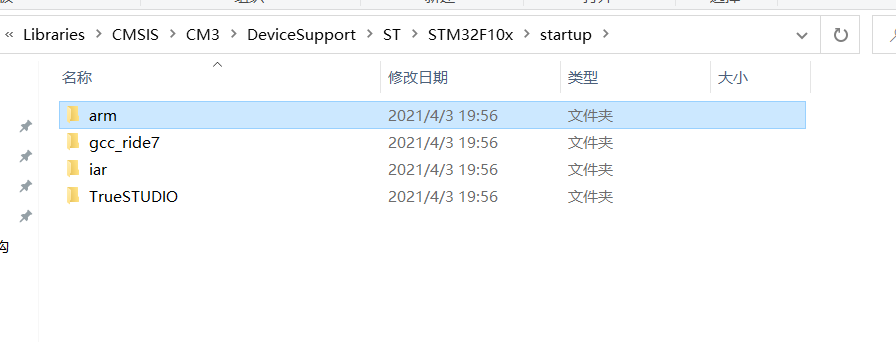 « Libraries > CMSIS > CM3 > DeviceSupport > ST > STM32F10x > startup >
名称 修改日期 类型 大小
arm 2021/4/3 19:56 文件夹
gcc_ride7 2021/4/3 19:56 文件夹
iar 2021/4/3 19:56 文件夹
TrueSTUDIO 2021/4/3 19:56 文件夹